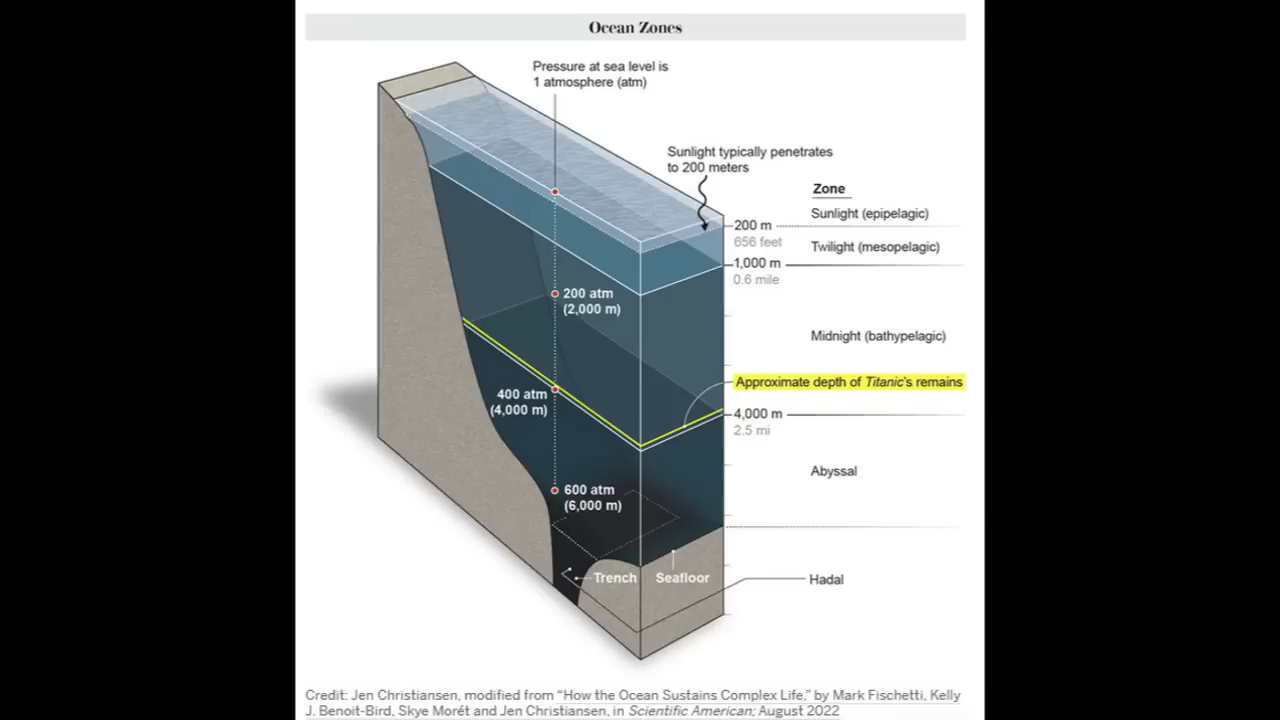 Ocean Zones
Pressure at sea level is
1 atmosphere (atm)
Sunlight typically penetrates
to 200 meters
Zone
Sunlight (epipelagic)
200 m
656 feet
Twilight (mesopelagic)
1,000 m
0.6 mile
200 atm
(2,000 m)
Midnight (bathypelagic)
Approximate depth of Titanic's remains
400 atm
(4,000 m)
4,000 m
2.5 mi
Abyssal
600 atm
(6,000 m)
Trench
Seafloor
Hadal
Credit: Jen Christiansen, modified from “How the Ocean Sustains Complex Life,” by Mark Fischetti, Kelly
J. Benoit-Bird, Skye Morét and Jen Christiansen, in Scientific American; August 2022